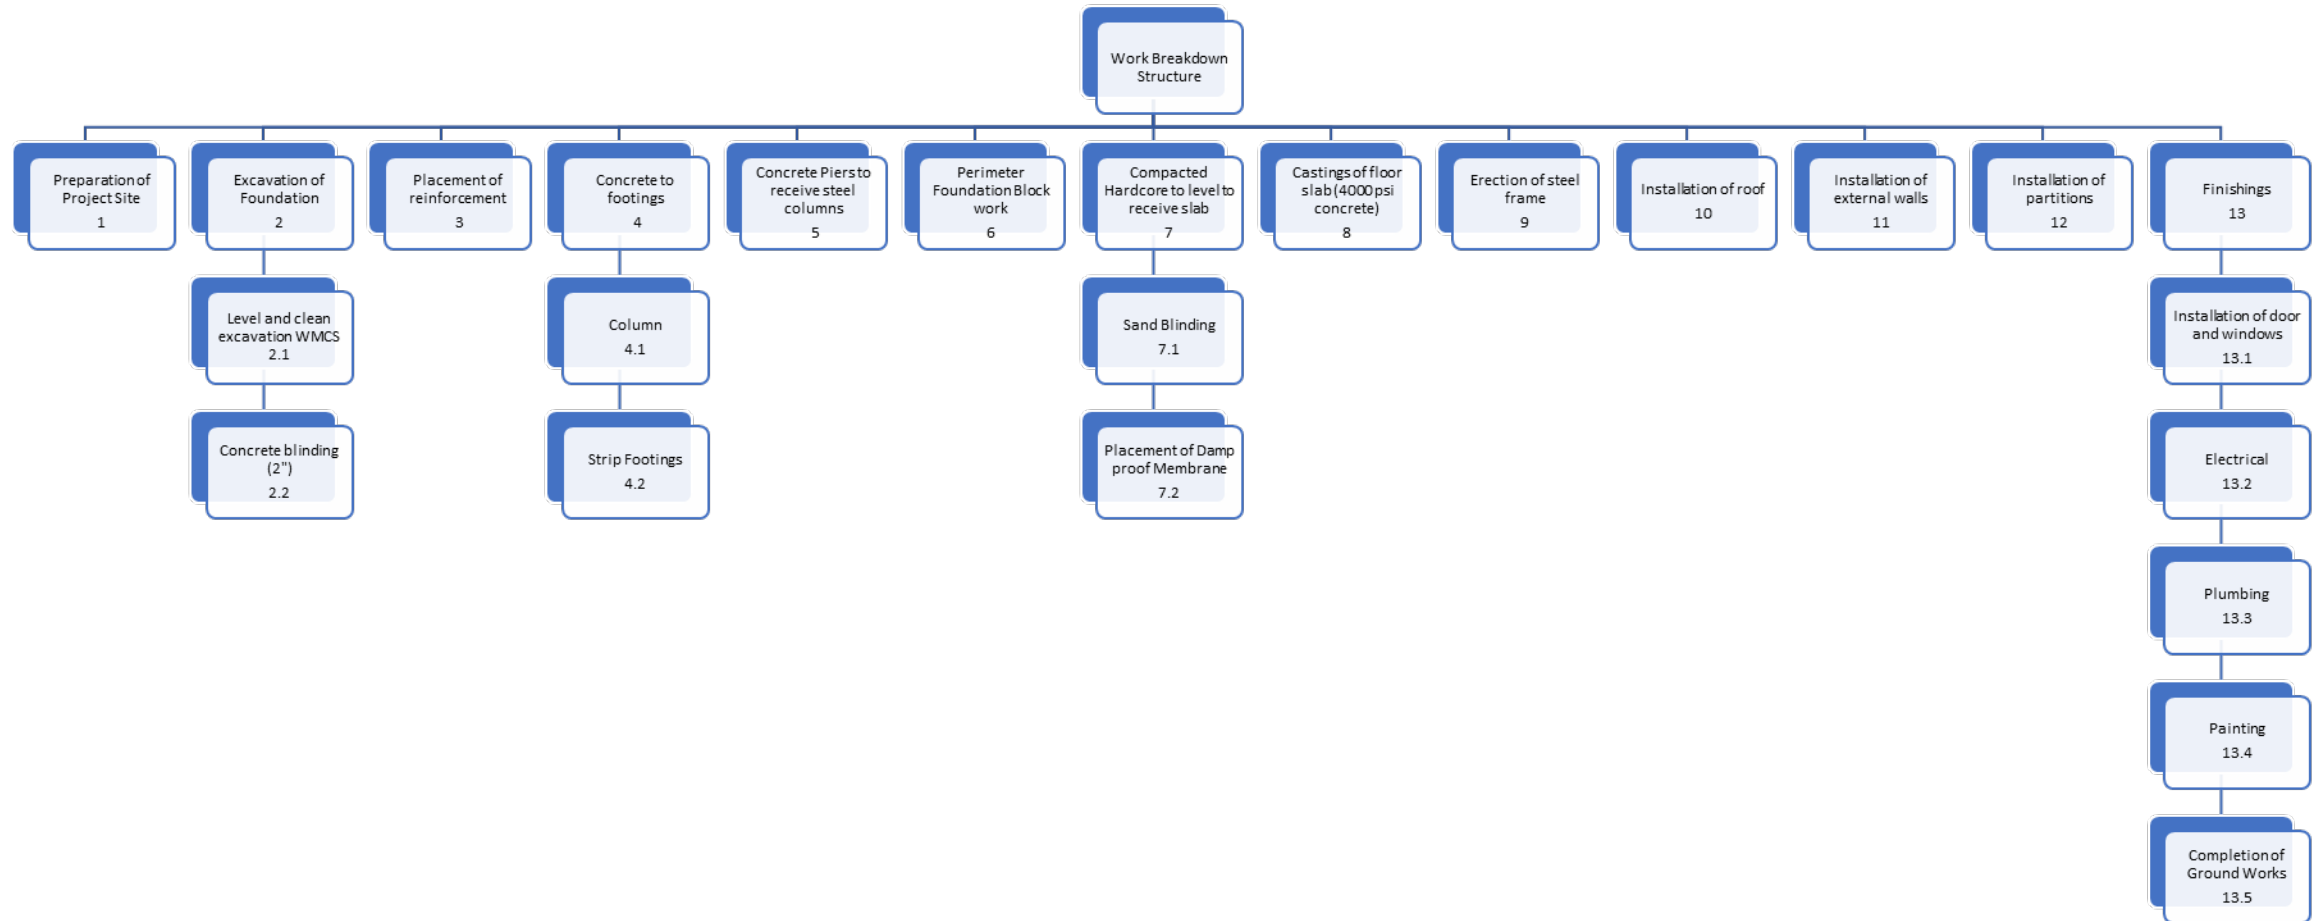 Work Breakdown
Structure
Preparation of
Project Site
1
Excavation of
Foundation
2
Placement of
reinforcement
3
Concrete to
footings
4
Concrete Piers to
receive steel
columns
5
Perimeter
Foundation Block
work
6
Compacted
Hardcore to level to
receive slab
7
Castings of floor
slab (4000 psi
concrete)
8
Erection of steel
frame
9
Installation of roof
10
Installation of
external walls
11
Installation of
partitions
12
Finishings
13
Level and clean
excavation WMCS
2.1
Column
4.1
Sand Blinding
7.1
Installation of door
and windows
13.1
Concrete blinding
(2")
2.2
Strip Footings
4.2
Placement of Damp
proof Membrane
7.2
Electrical
13.2
Plumbing
13.3
Painting
13.4
Completion of
Ground Works
13.5